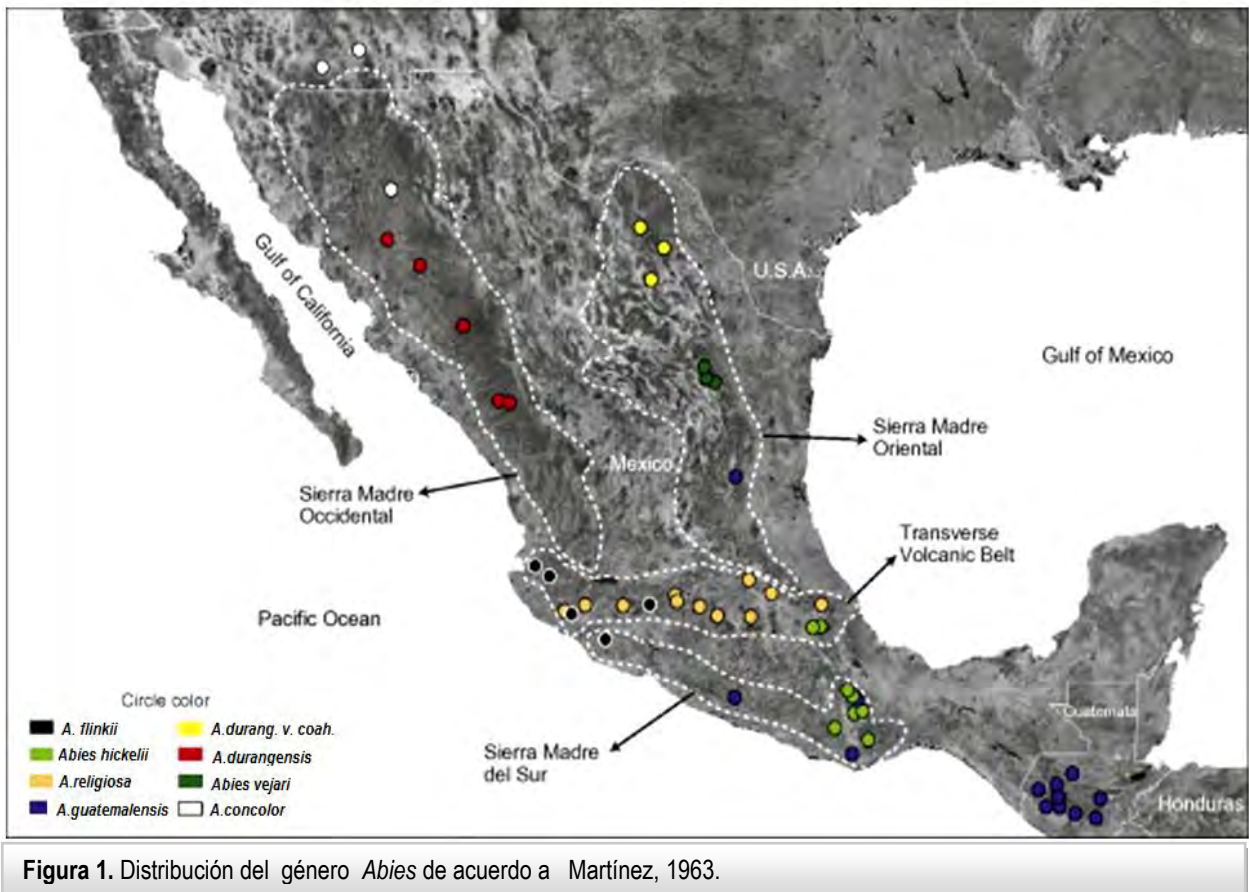 Gulf of California
U.S.A.
Gulf of Mexico
Sierra Madre
Oriental
Mexico
Sierra Madre
Occidental
Transverse
Volcanic Belt
Pacific Ocean
Circle color
A. flinkii
A.durang. v. coah.
Abies hickelii
A.durangensis
A.religiosa
Abies vejari
A.guatemalensis
A.concolor
Sierra Madre
del Sur
Guatemala
Honduras
Figura 1. Distribución del género Abies de acuerdo a Martínez, 1963.